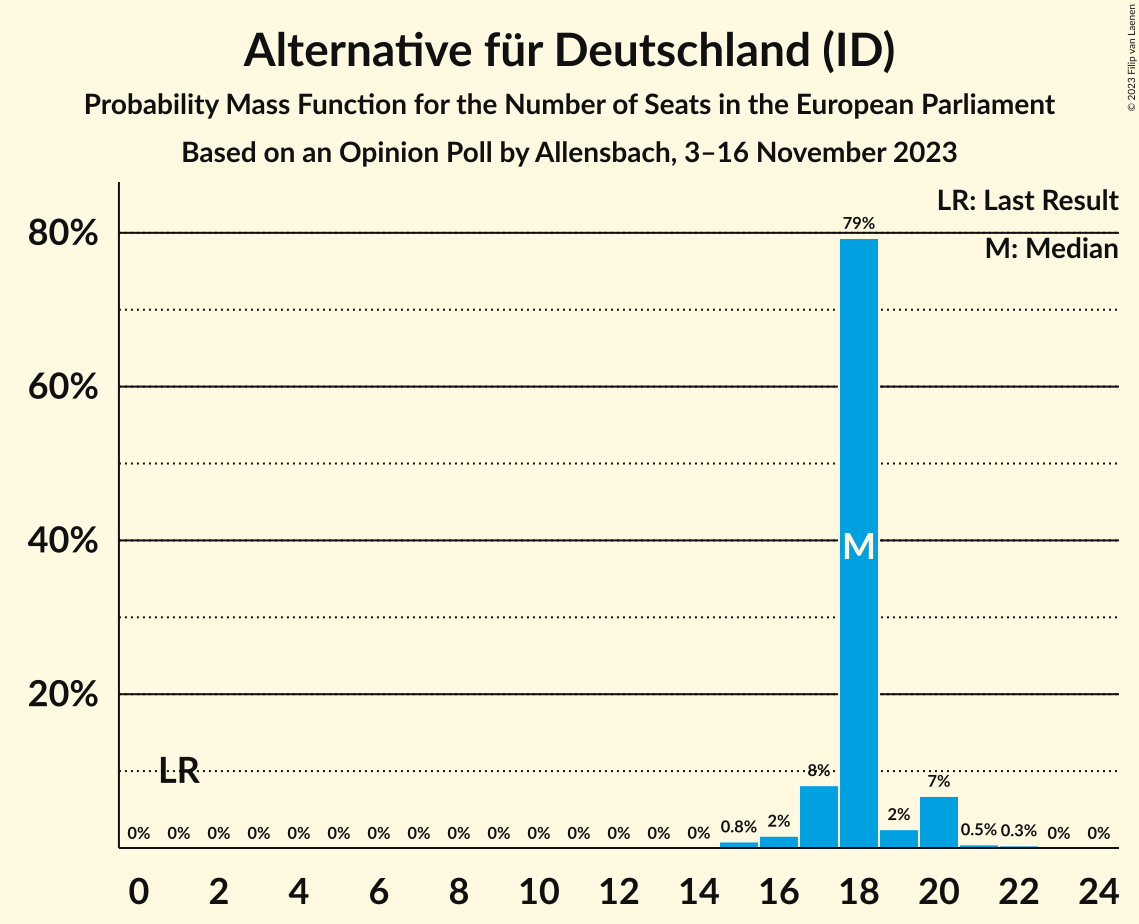 Alternative für Deutschland (ID)
Probability Mass Function for the Number of Seats in the European Parliament
Based on an Opinion Poll by Allensbach, 3–16 November 2023
© 2023 Filip van Laenen
LR: Last Result
M: Median
80%
60%
40%
20%
79%
M
LR
0% 0% 0% 0% 0% 0% 0% 0% 0% 0% 0% 0% 0% 0% 0% 0.8% 2% 8% 2% 7% 0.5% 0.3% 0% 0%
0 2 4 6 8 10 12 14 16 18 20 22 24